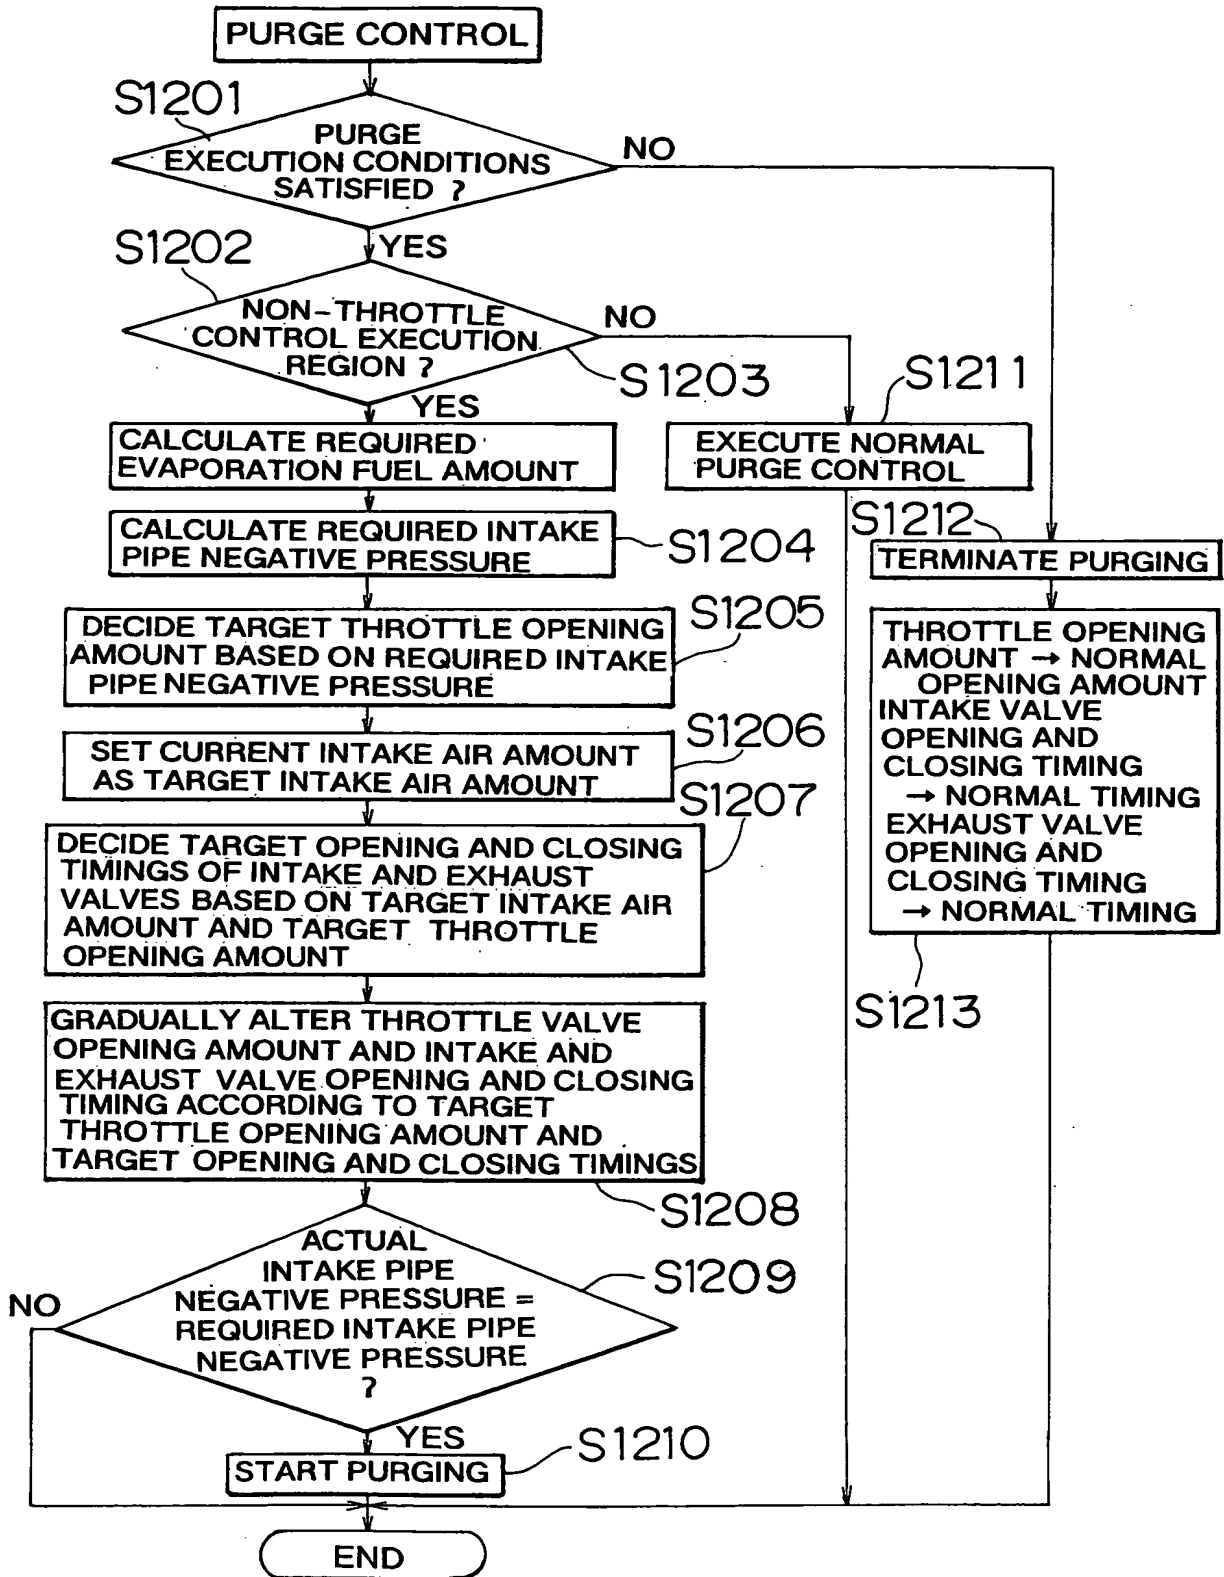 PURGE CONTROL
S1201
PURGE
EXECUTION CONDITIONS
SATISFIED ?
NO
YES
S1202
NON-THROTTLE
CONTROL EXECUTION
REGION ?
NO
S1203
YES
CALCULATE REQUIRED
EVAPORATION FUEL AMOUNT
S1211
EXECUTE NORMAL
PURGE CONTROL
CALCULATE REQUIRED INTAKE
PIPE NEGATIVE PRESSURE
S1204
S1212
TERMINATE PURGING
DECIDE TARGET THROTTLE OPENING
AMOUNT BASED ON REQUIRED INTAKE
PIPE NEGATIVE PRESSURE
S1205
THROTTLE OPENING
AMOUNT → NORMAL
OPENING AMOUNT
INTAKE VALVE
OPENING AND
CLOSING TIMING
→ NORMAL TIMING
EXHAUST VALVE
OPENING AND
CLOSING TIMING
→ NORMAL TIMING
S1213
SET CURRENT INTAKE AIR AMOUNT
AS TARGET INTAKE AIR AMOUNT
S1206
S1207
DECIDE TARGET OPENING AND CLOSING
TIMINGS OF INTAKE AND EXHAUST
VALVES BASED ON TARGET INTAKE AIR
AMOUNT AND TARGET THROTTLE
OPENING AMOUNT
GRADUALLY ALTER THROTTLE VALVE
OPENING AMOUNT AND INTAKE AND
EXHAUST VALVE OPENING AND CLOSING
TIMING ACCORDING TO TARGET
THROTTLE OPENING AMOUNT AND
TARGET OPENING AND CLOSING TIMINGS
S1208
ACTUAL
INTAKE PIPE
NEGATIVE PRESSURE =
REQUIRED INTAKE PIPE
NEGATIVE PRESSURE
?
S1209
NO
YES
START PURGING
S1210
END